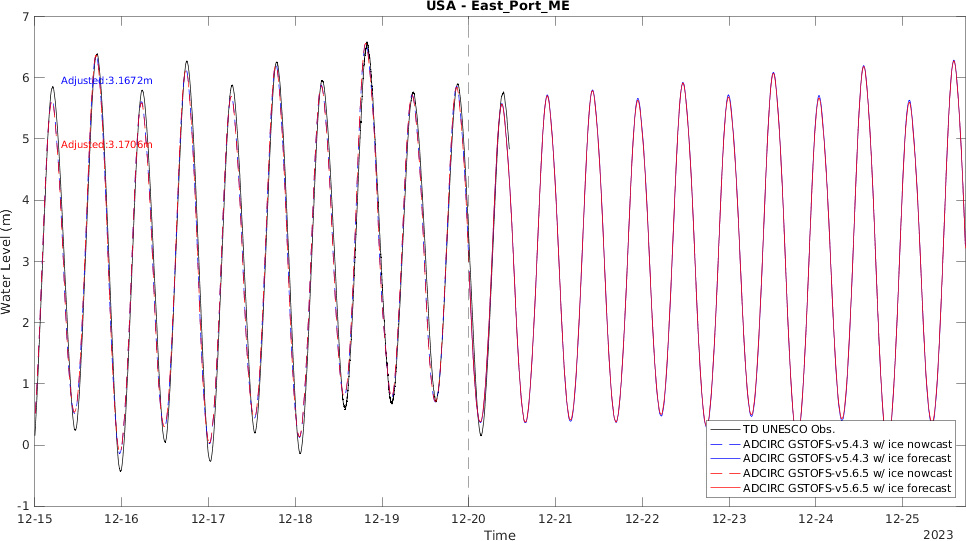 USA - East_Port_ME
7
6
5
4
3
2
1
0
-1
Water Level (m)
Adjusted:3.1672m
Adjusted:3.1706m
TD UNESCO Obs.
ADCIRC GSTOFS-v5.4.3 w/ ice nowcast
ADCIRC GSTOFS-v5.4.3 w/ ice forecast
ADCIRC GSTOFS-v5.6.5 w/ ice nowcast
ADCIRC GSTOFS-v5.6.5 w/ ice forecast
12-15 12-16 12-17 12-18 12-19 12-20 12-21 12-22 12-23 12-24 12-25
Time
2023